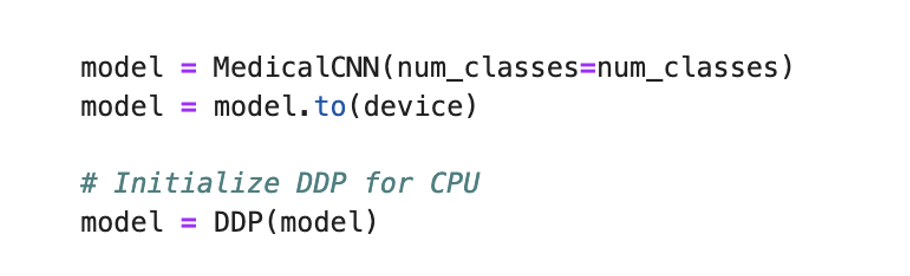 model = MedicalCNN(num_classes=num_classes)
model = model.to(device)
# Initialize DDP for CPU
model = DDP(model)